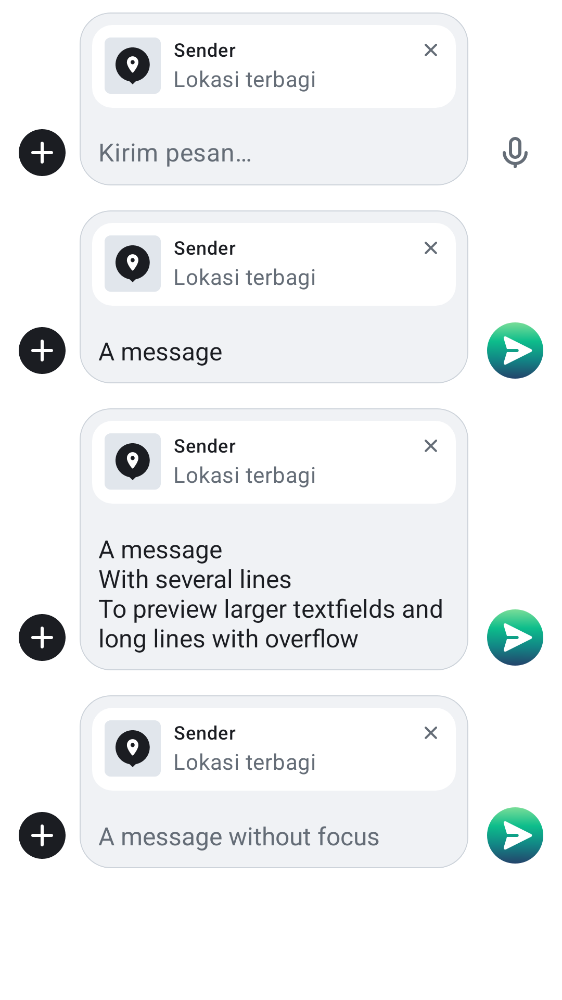 Sender
Lokasi terbagi
Kirim pesan…
Sender
Lokasi terbagi
A message
Sender
Lokasi terbagi
A message
With several lines
To preview larger textfields and
long lines with overflow
Sender
Lokasi terbagi
A message without focus